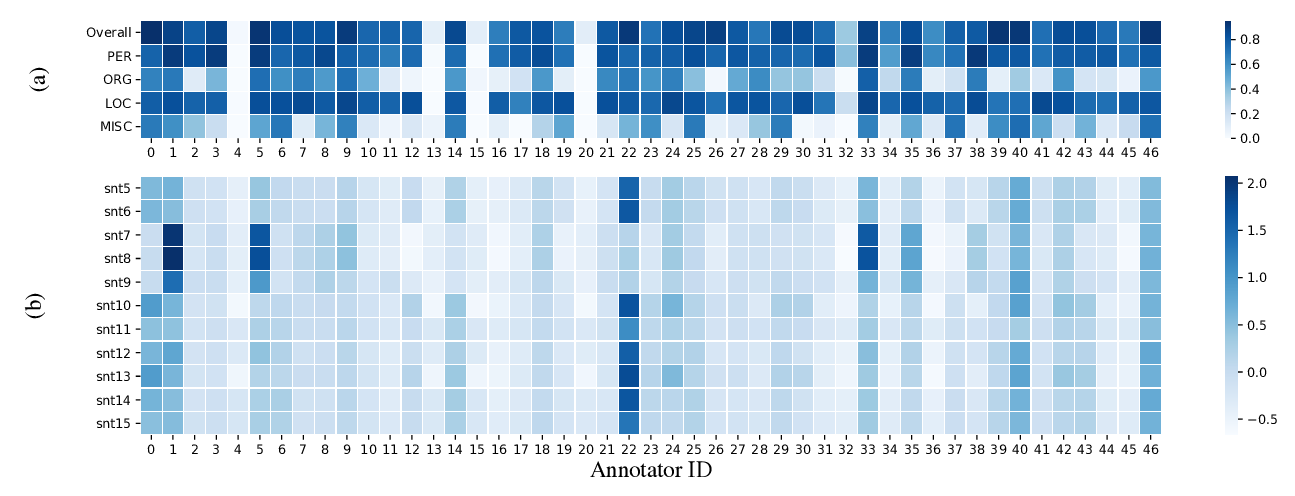 (a)
Overall
PER
ORG
LOC
MISC
0 1 2 3 4 5 6 7 8 9 10 11 12 13 14 15 16 17 18 19 20 21 22 23 24 25 26 27 28 29 30 31 32 33 34 35 36 37 38 39 40 41 42 43 44 45 46
0.8
0.6
0.4
0.2
0.0
(b)
snt5
snt6
snt7
snt8
snt9
snt10
snt11
snt12
snt13
snt14
snt15
0 1 2 3 4 5 6 7 8 9 10 11 12 13 14 15 16 17 18 19 20 21 22 23 24 25 26 27 28 29 30 31 32 33 34 35 36 37 38 39 40 41 42 43 44 45 46
Annotator ID
2.0
1.5
1.0
0.5
0.0
−0.5